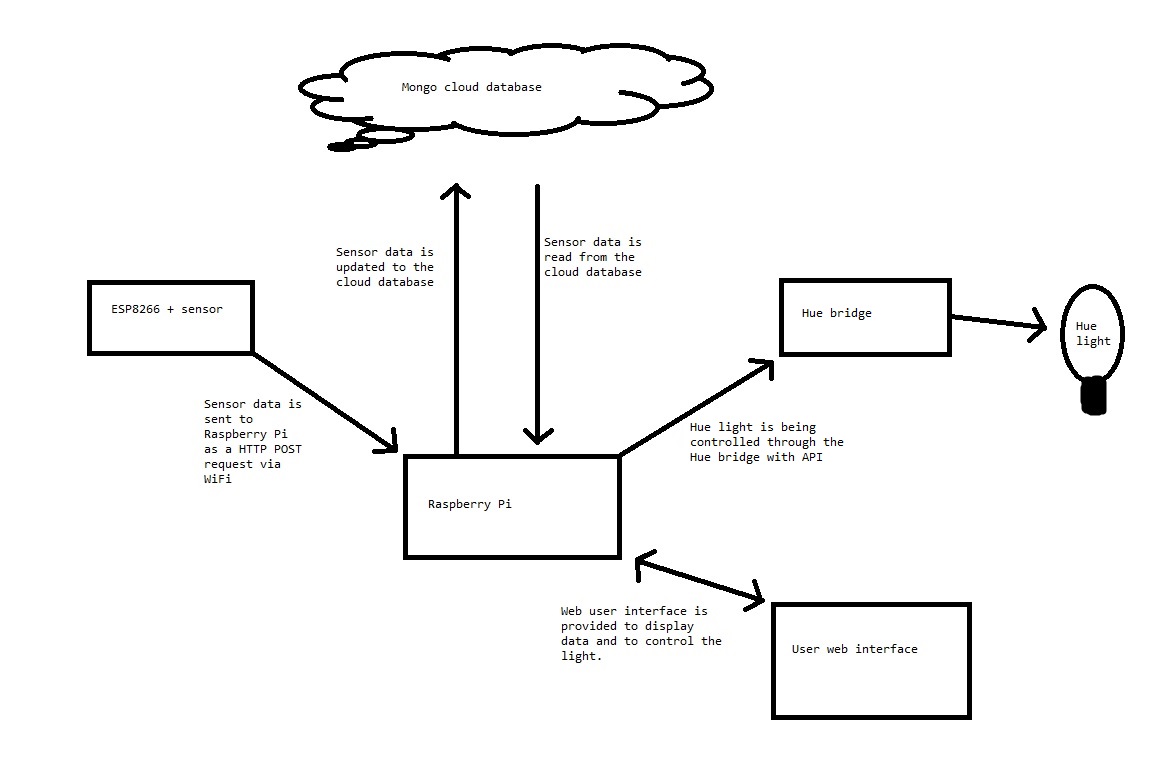 Mongo cloud database
Sensor data is
updated to the
cloud database
Sensor data is
read from the
cloud database
ESP8266 + sensor
Hue bridge
Hue
light
Sensor data is
sent to
Raspberry Pi
as a HTTP POST
request via
WiFi
Hue light is being
controlled through the
Hue bridge with API
Raspberry Pi
Web user interface is
provided to display
data and to control the
light.
User web interface